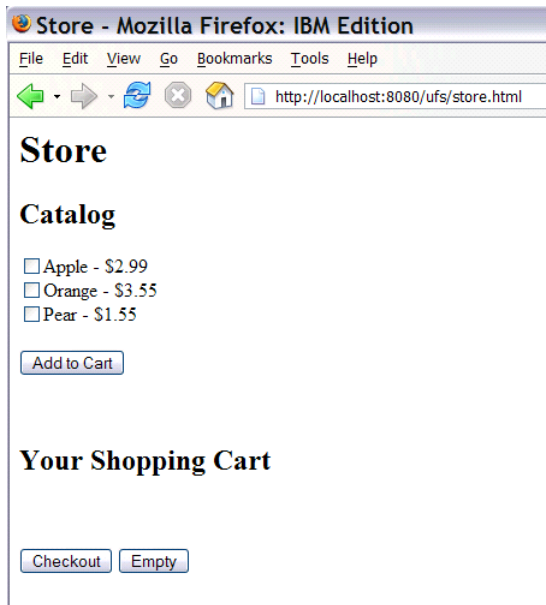 Store - Mozilla Firefox: IBM Edition
File Edit View Go Bookmarks Tools Help
http://localhost:8080/ufs/store.html
Store
Catalog
Apple - $2.99
Orange - $3.55
Pear - $1.55
Add to Cart
Your Shopping Cart
Checkout Empty